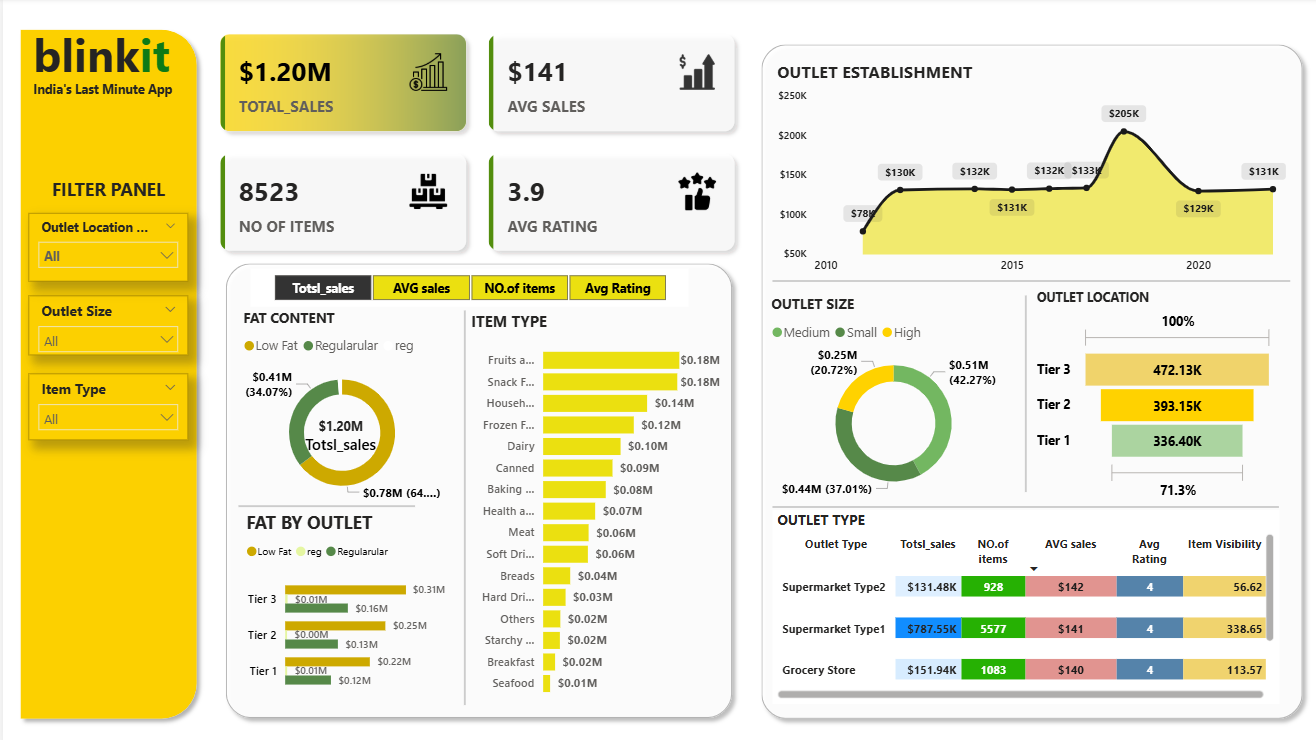 blinkit
India's Last Minute App
FILTER PANEL
Outlet Location ...
All
Outlet Size
All
Item Type
All
$1.20M
TOTAL_SALES
$141
AVG SALES
8523
NO OF ITEMS
3.9
AVG RATING
Totsl_sales AVG sales NO.of items Avg Rating
FAT CONTENT
Low Fat Regularular reg
$0.41M
(34.07%)
$1.20M
Totsl_sales
$0.78M (64....)
FAT BY OUTLET
Low Fat reg Regularular
Tier 3 $0.31M
$0.01M
$0.16M
Tier 2 $0.25M
$0.00M
$0.13M
Tier 1 $0.22M
$0.01M
$0.12M
ITEM TYPE
Fruits a... $0.18M
Snack F... $0.18M
Househ... $0.14M
Frozen F... $0.12M
Dairy $0.10M
Canned $0.09M
Baking ... $0.08M
Health a... $0.07M
Meat $0.06M
Soft Dri... $0.06M
Breads $0.04M
Hard Dri... $0.03M
Others $0.02M
Starchy ... $0.02M
Breakfast $0.02M
Seafood $0.01M
OUTLET ESTABLISHMENT
$250K
$200K
$150K
$100K
$50K
$78K $130K $132K $131K $132K $133K $205K $129K $131K
2010 2015 2020
OUTLET SIZE
Medium Small High
$0.25M
(20.72%)
$0.51M
(42.27%)
$0.44M (37.01%)
OUTLET LOCATION
100%
Tier 3 472.13K
Tier 2 393.15K
Tier 1 336.40K
71.3%
OUTLET TYPE
Outlet Type Totsl_sales NO.of items AVG sales Avg Rating Item Visibility
Supermarket Type2 $131.48K 928 $142 4 56.62
Supermarket Type1 $787.55K 5577 $141 4 338.65
Grocery Store $151.94K 1083 $140 4 113.57